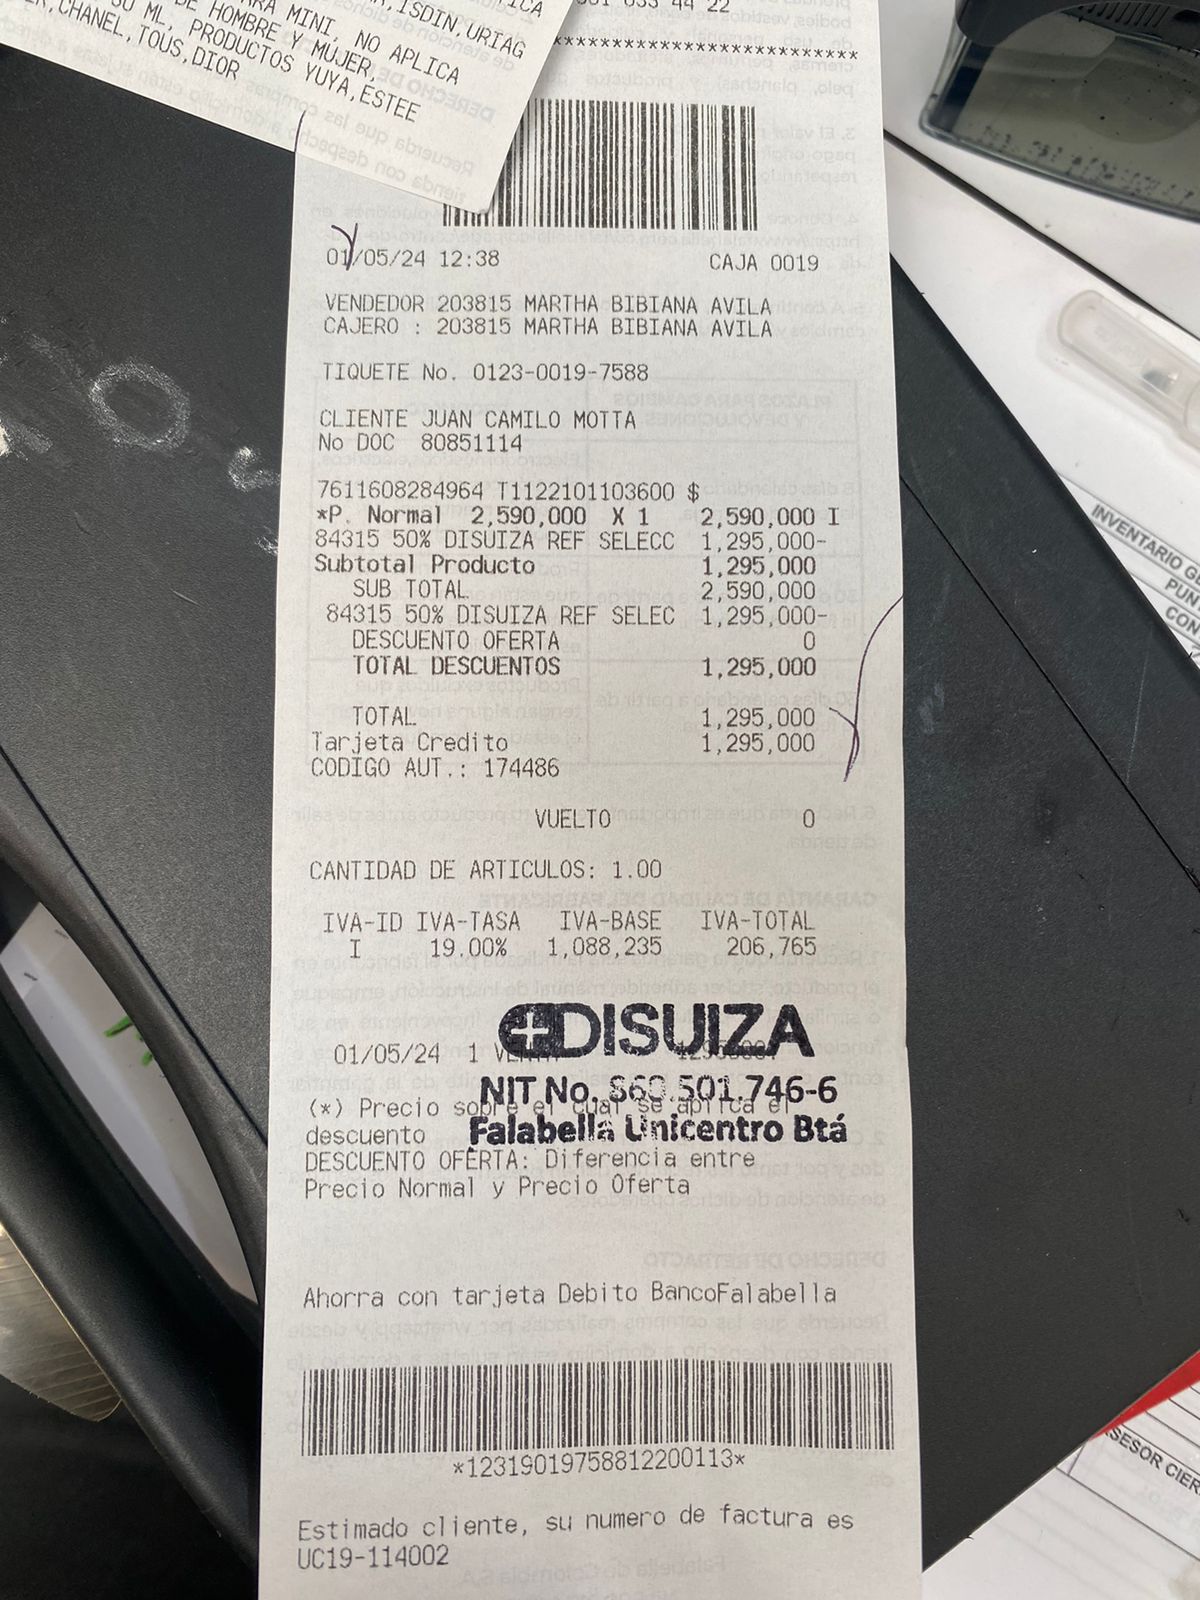 ISDIN,URIAG
MINI, NO APLICA
DE HOMBRE Y MUJER,
SU ML, PRODUCTOS YUYA,ESTEE
CHANEL,TOUS,DIOR
01/05/24 12:38 CAJA 0019
VENDEDOR 203815 MARTHA BIBIANA AVILA
CAJERO : 203815 MARTHA BIBIANA AVILA
TIQUETE No. 0123-0019-7588
CLIENTE JUAN CAMILO MOTTA
No DOC 80851114
7611608284964 T1122101103600 $
*P. Normal 2,590,000 X 1 2,590,000 I
84315 50% DISUIZA REF SELECC 1,295,000-
Subtotal Producto 1,295,000
SUB TOTAL 2,590,000
84315 50% DISUIZA REF SELEC 1,295,000-
DESCUENTO OFERTA 0
TOTAL DESCUENTOS 1,295,000
TOTAL 1,295,000
Tarjeta Credito 1,295,000
CODIGO AUT.: 174486
VUELTO 0
CANTIDAD DE ARTICULOS: 1.00
IVA-ID IVA-TASA IVA-BASE IVA-TOTAL
I 19.00% 1,088,235 206,765
DISUIZA
01/05/24 1
NIT No. 860.501.746-6
(*) Precio sobre el cual se aplica el
descuento
Falabella Unicentro Btá
DESCUENTO OFERTA: Diferencia entre
Precio Normal y Precio Oferta
Ahorra con tarjeta Debito BancoFalabella
*12319019758812200113*
Estimado cliente, su numero de factura es
UC19-114002
INVENTARIO
PUN
CON
ASESOR CIER